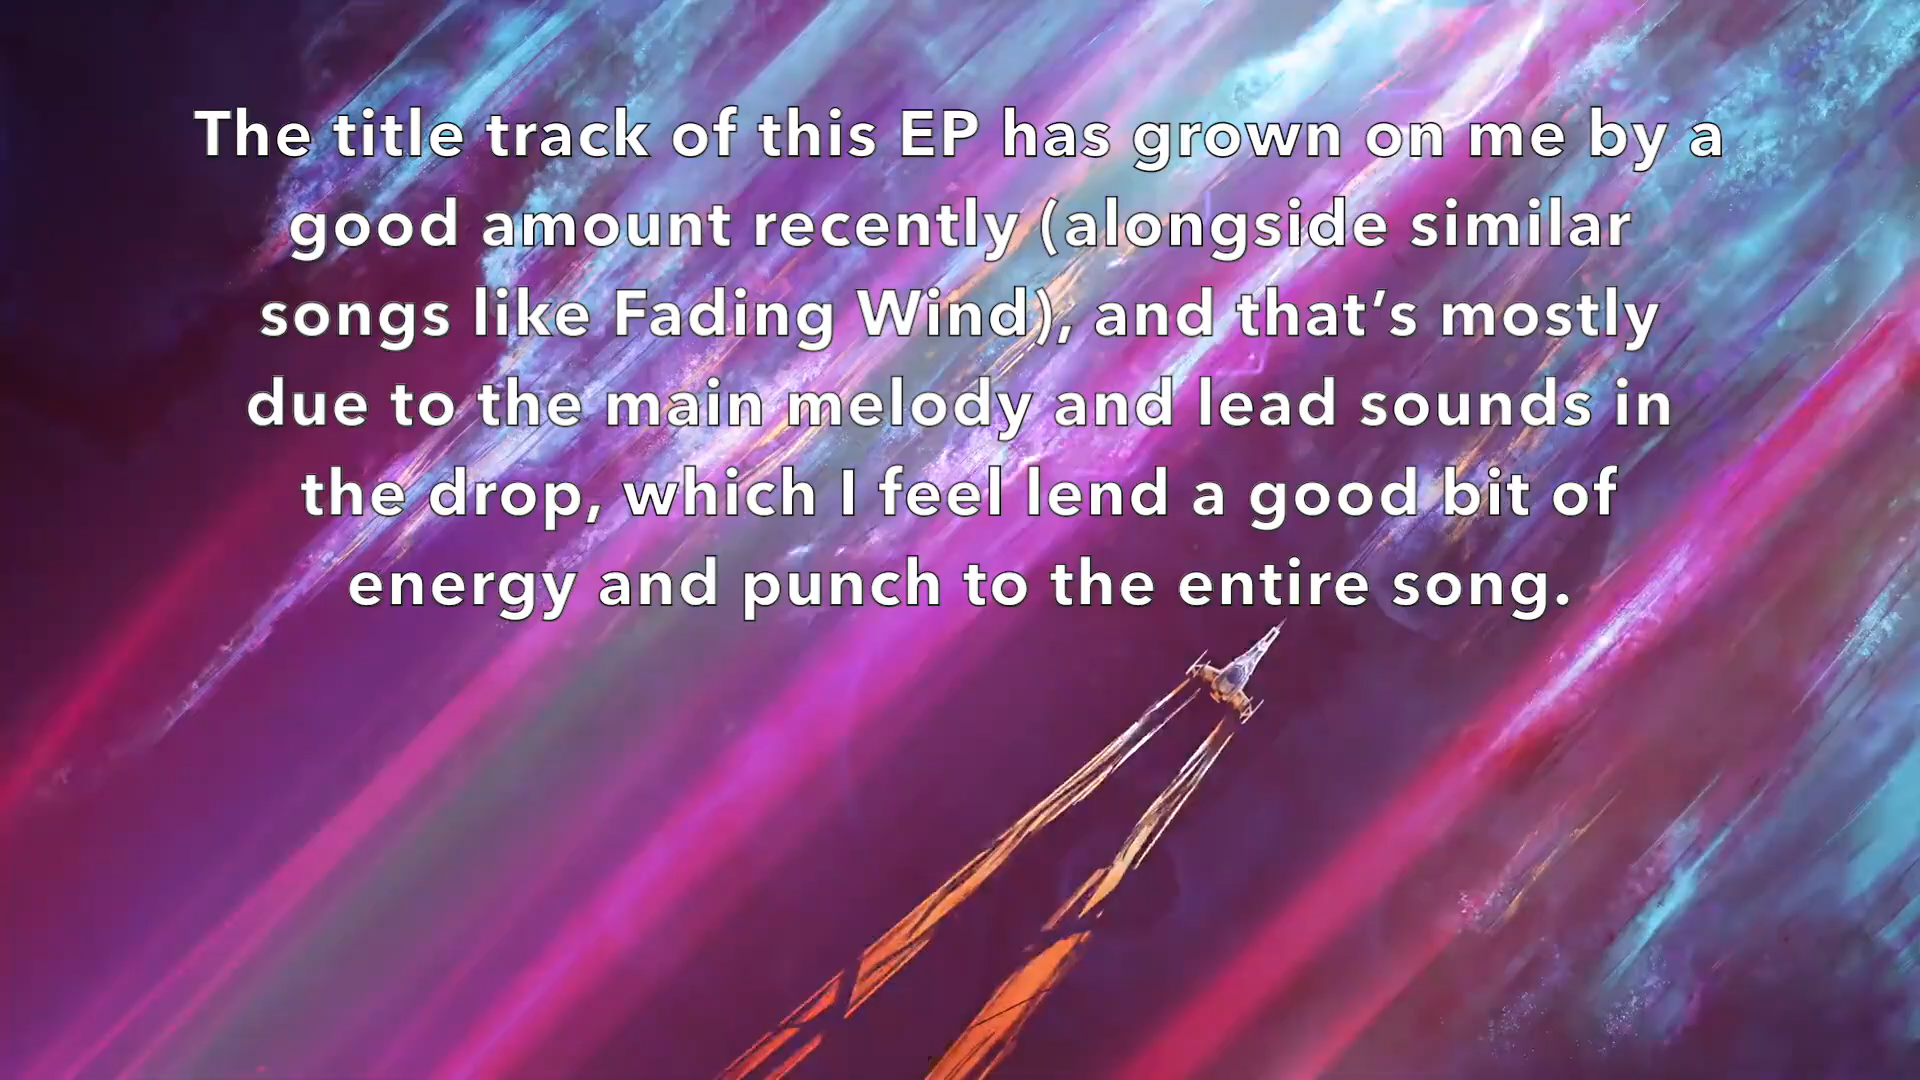 The title track of this EP has grown on me by a
good amount recently (alongside similar
songs like Fading Wind), and that’s mostly
due to the main melody and lead sounds in
the drop, which I feel lend a good bit of
energy and punch to the entire song.